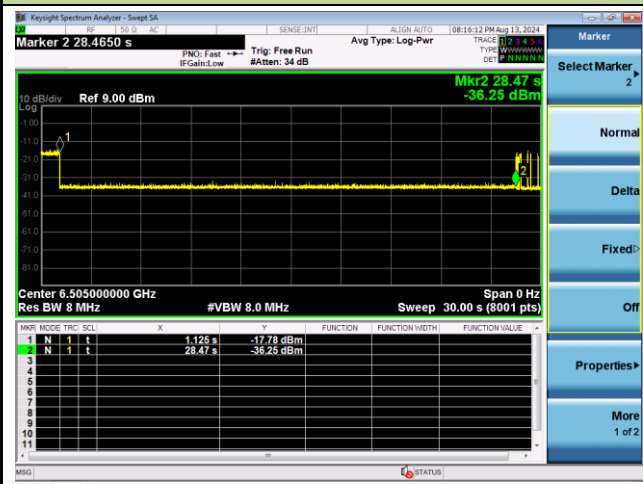 Keysight Spectrum Analyzer - Swept SA
RF 50 Ω AC SENSE:INT ALIGN AUTO 08:16:12 PM Aug 13, 2024
Marker 2 28.4650 s
PNO: Fast
IFGain:Low
Trig: Free Run
#Atten: 34 dB
Avg Type: Log-Pwr
TRACE 1 2 3 4 5 6
TYPE WWWWWW
DET P N N N N N
Mkr2 28.47 s
-36.25 dBm
10 dB/div Ref 9.00 dBm
Log
-1.00
-11.0
-21.0
-31.0
-41.0
-51.0
-61.0
-71.0
-81.0
1
2
Center 6.505000000 GHz Span 0 Hz
Res BW 8 MHz #VBW 8.0 MHz Sweep 30.00 s (8001 pts)
MKR MODE TRC SCL X Y FUNCTION FUNCTION WIDTH FUNCTION VALUE
1 N 1 t 1.125 s -17.78 dBm
2 N 1 t 28.47 s -36.25 dBm
3
4
5
6
7
8
9
10
11
MSG STATUS
Marker
Select Marker
2
Normal
Delta
Fixed
Off
Properties
More
1 of 2